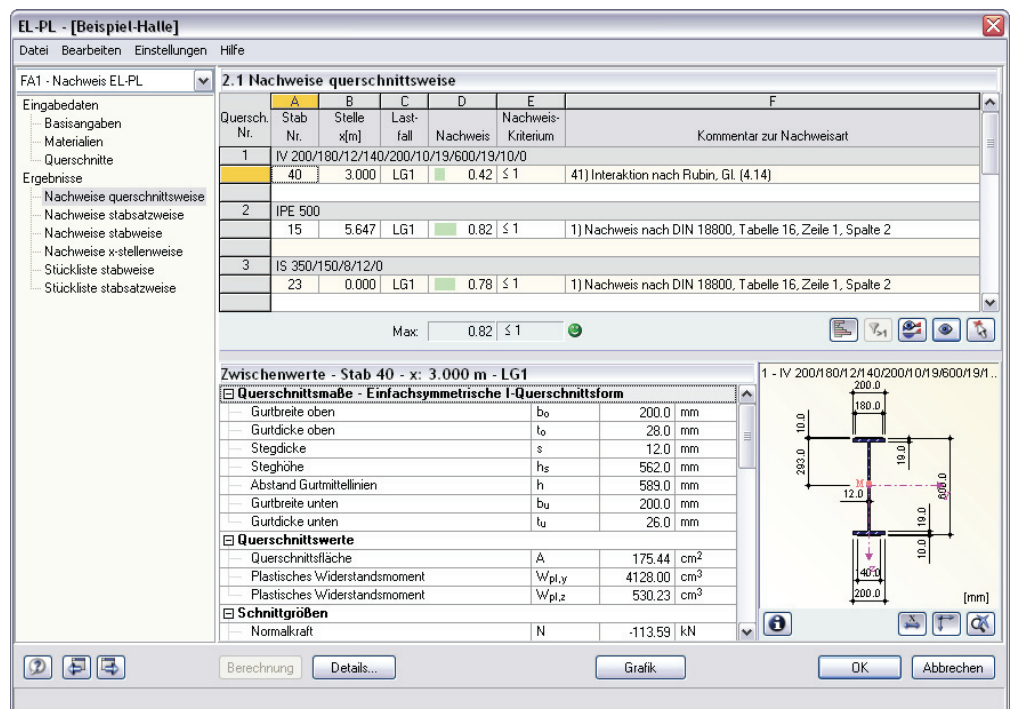 EL-PL - [Beispiel-Halle]
Datei Bearbeiten Einstellungen Hilfe
FA1 - Nachweis EL-PL
Eingabedaten
Basisangaben
Materialien
Querschnitte
Ergebnisse
Nachweise querschnittsweise
Nachweise stabsatzweise
Nachweise stabweise
Nachweise x-stellenweise
Stückliste stabweise
Stückliste stabsatzweise
2.1 Nachweise querschnittsweise
A B C D E F
Quersch. Stab Stelle Last- Nachweis-
Nr. Nr. x[m] fall Nachweis Kriterium Kommentar zur Nachweisart
1 IV 200/180/12/140/200/10/19/600/19/10/0
40 3.000 LG1 0.42 ≤ 1 41) Interaktion nach Rubin, Gl. (4.14)
2 IPE 500
15 5.647 LG1 0.82 ≤ 1 1) Nachweis nach DIN 18800, Tabelle 16, Zeile 1, Spalte 2
3 IS 350/150/8/12/0
23 0.000 LG1 0.78 ≤ 1 1) Nachweis nach DIN 18800, Tabelle 16, Zeile 1, Spalte 2
Max: 0.82 ≤ 1
Zwischenwerte - Stab 40 - x: 3.000 m - LG1
Querschnittsmaße - Einfachsymmetrische I-Querschnittsform
Gurtbreite oben bo 200.0 mm
Gurtdicke oben to 28.0 mm
Stegdicke s 12.0 mm
Steghöhe hs 562.0 mm
Abstand Gurtmittellinien h 589.0 mm
Gurtbreite unten bu 200.0 mm
Gurtdicke unten tu 26.0 mm
Querschnittswerte
Querschnittsfläche A 175.44 cm2
Plastisches Widerstandsmoment Wpl,y 4128.00 cm3
Plastisches Widerstandsmoment Wpl,z 530.23 cm3
Schnittgrößen
Normalkraft N -113.59 kN
1 - IV 200/180/12/140/200/10/19/600/19/1..
200.0
180.0
10.0
19.0
293.0
M
12.0
600.0
19.0
10.0
140.0
200.0
[mm]
Berechnung Details... Grafik OK Abbrechen